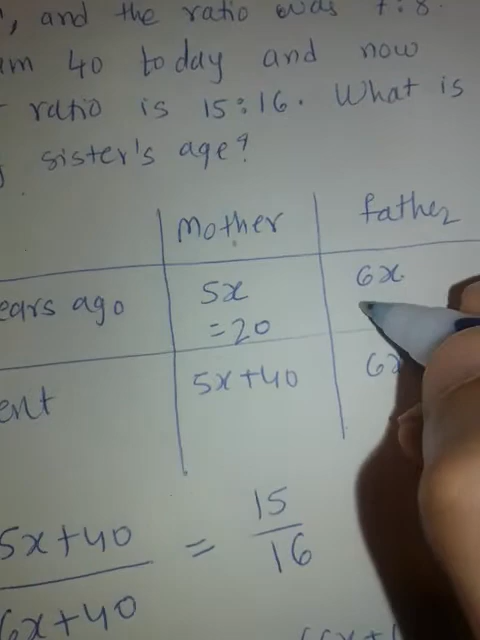 , and the ratio was 7:8.
am 40 today and now
ratio is 15:16. What is
sister's age?
Mother father
ears ago 5x 6x
=20
ent 5x+40
5x+40 = 15
6x+40 16